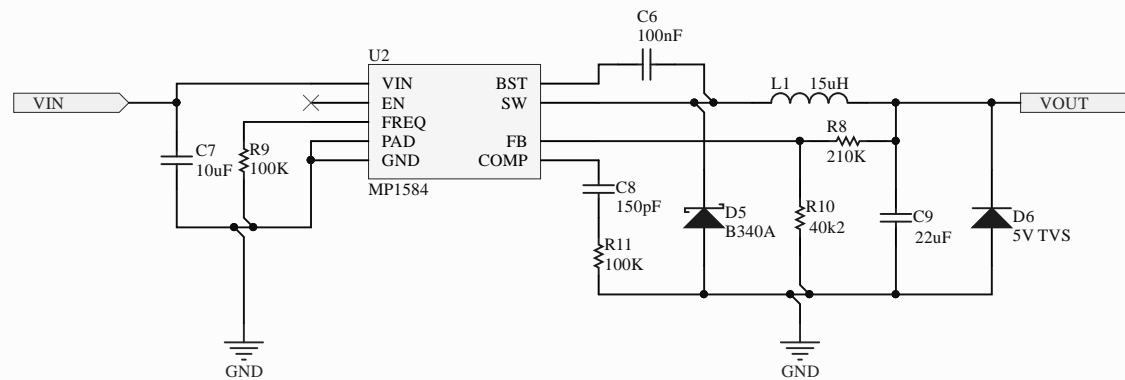 C6
100nF
U2
VIN
BST
L1 15uH
VIN
EN
SW
VOUT
FREQ
R8
C7
10uF
R9
100K
PAD
FB
210K
GND
COMP
MP1584
C8
150pF
D5
B340A
R10
40k2
C9
22uF
D6
5V TVS
R11
100K
GND
GND